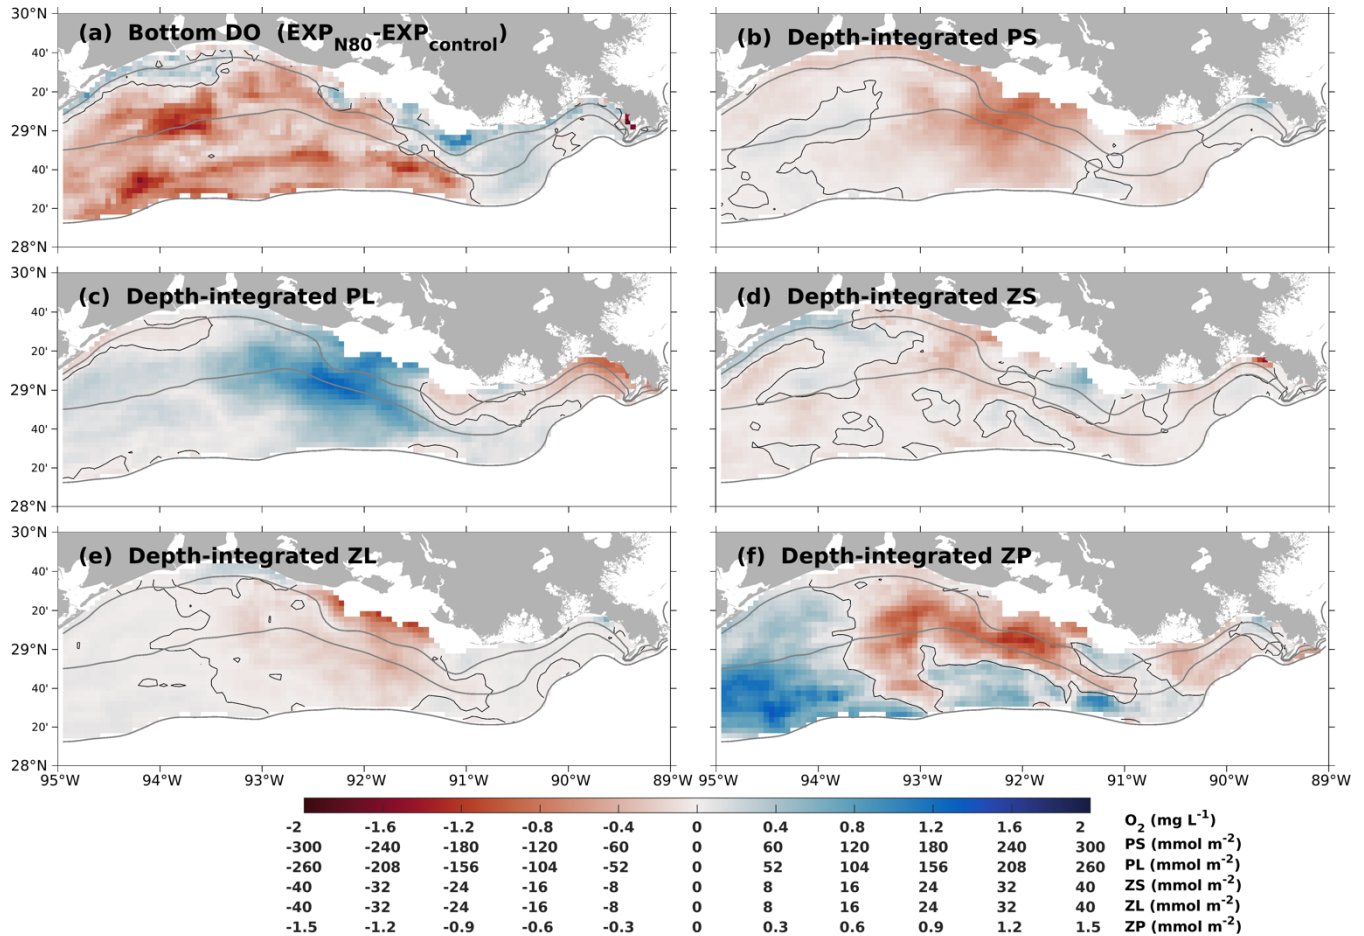 30°N
(a) Bottom DO (EXP_N80-EXP_control)
(b) Depth-integrated PS
40'
20'
29°N
40'
20'
28°N
30°N
(c) Depth-integrated PL
(d) Depth-integrated ZS
40'
20'
29°N
40'
20'
28°N
30°N
(e) Depth-integrated ZL
(f) Depth-integrated ZP
40'
20'
29°N
40'
20'
28°N
95°W 94°W 93°W 92°W 91°W 90°W 89°W 95°W 94°W 93°W 92°W 91°W 90°W 89°W
-2 -1.6 -1.2 -0.8 -0.4 0 0.4 0.8 1.2 1.6 2 O2 (mg L-1)
-300 -240 -180 -120 -60 0 60 120 180 240 300 PS (mmol m-2)
-260 -208 -156 -104 -52 0 52 104 156 208 260 PL (mmol m-2)
-40 -32 -24 -16 -8 0 8 16 24 32 40 ZS (mmol m-2)
-40 -32 -24 -16 -8 0 8 16 24 32 40 ZL (mmol m-2)
-1.5 -1.2 -0.9 -0.6 -0.3 0 0.3 0.6 0.9 1.2 1.5 ZP (mmol m-2)